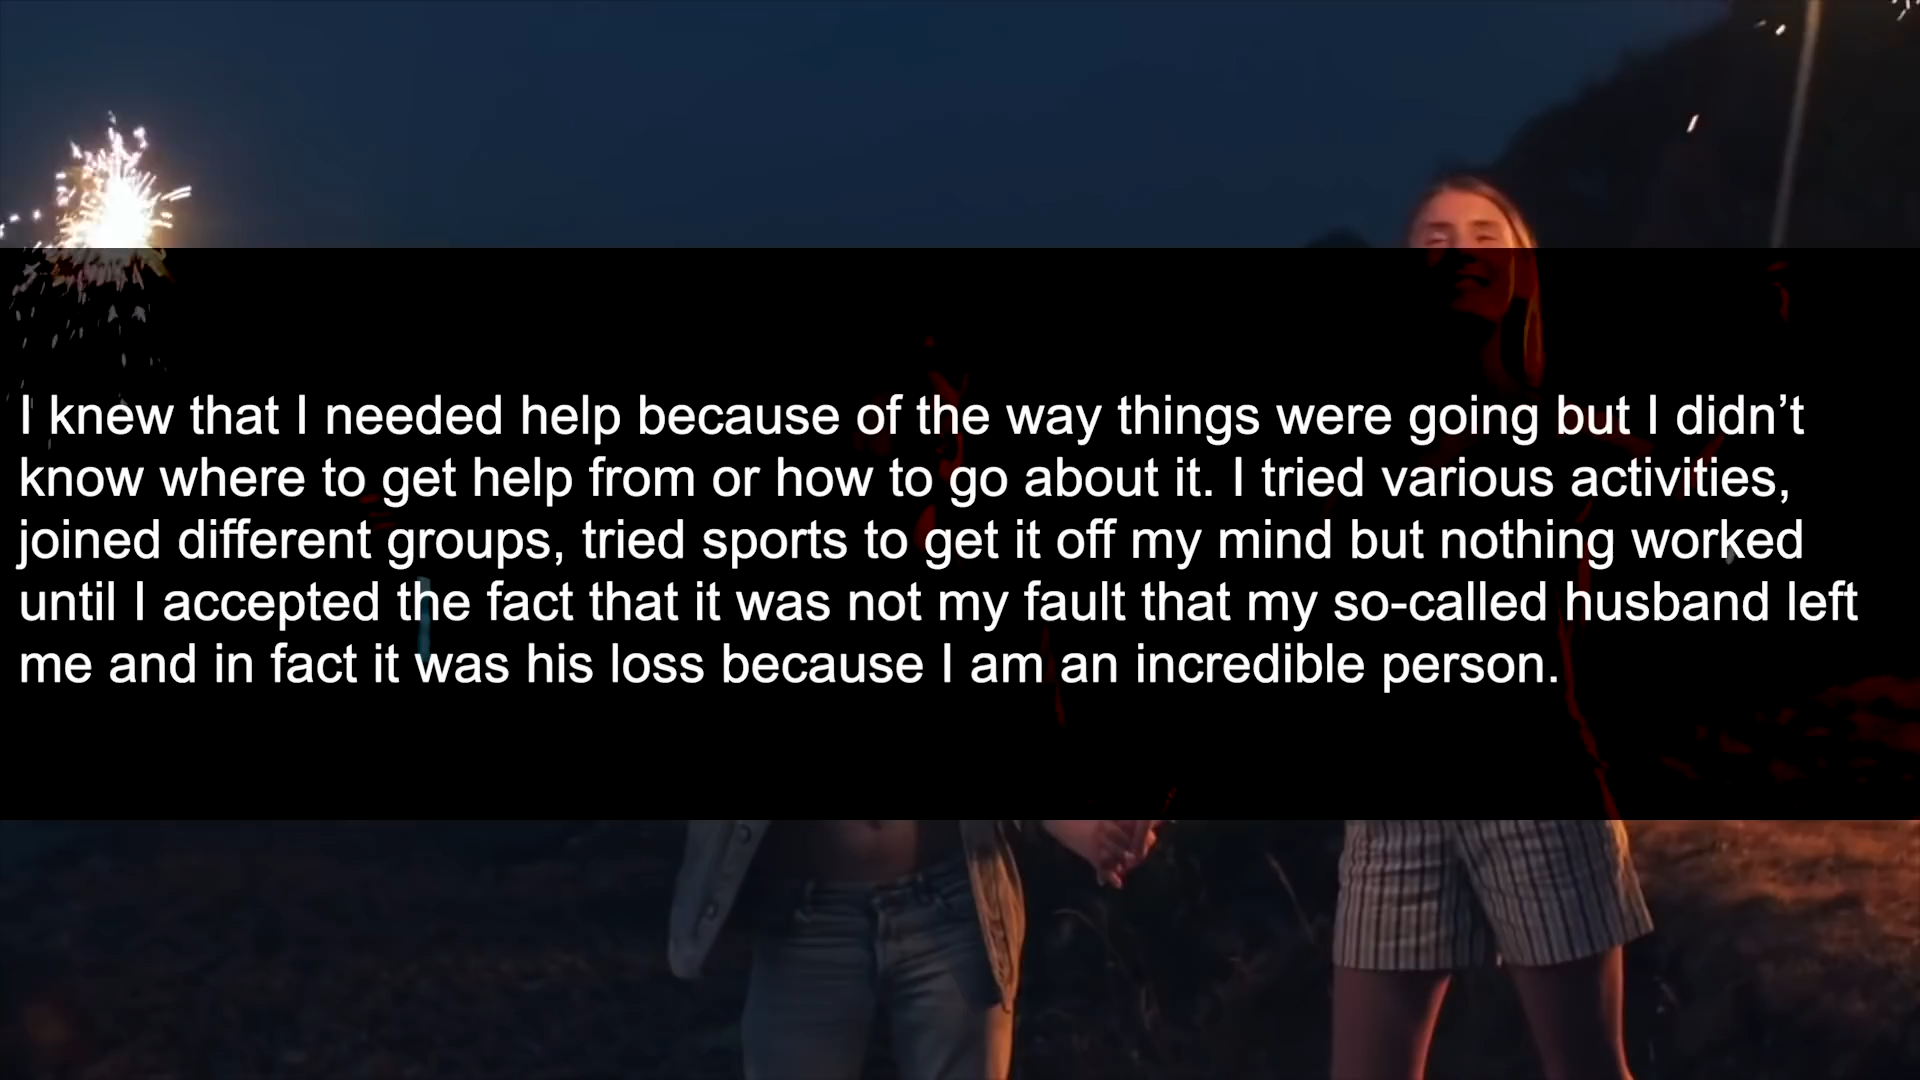 I knew that I needed help because of the way things were going but I didn’t
know where to get help from or how to go about it. I tried various activities,
joined different groups, tried sports to get it off my mind but nothing worked
until I accepted the fact that it was not my fault that my so-called husband left
me and in fact it was his loss because I am an incredible person.